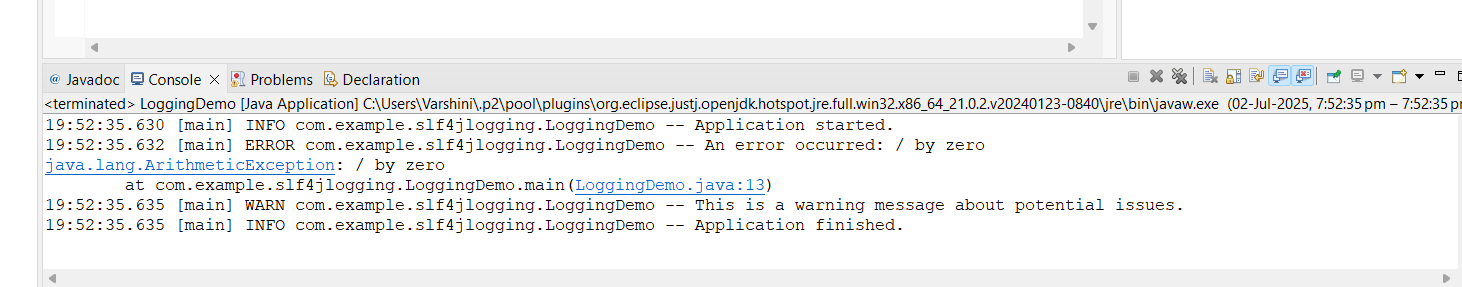 @ Javadoc Console Problems Declaration
<terminated> LoggingDemo [Java Application] C:\Users\Varshini\.p2\pool\plugins\org.eclipse.justj.openjdk.hotspot.jre.full.win32.x86_64_21.0.2.v20240123-0840\jre\bin\javaw.exe (02-Jul-2025, 7:52:35 pm – 7:52:35 p
19:52:35.630 [main] INFO com.example.slf4jlogging.LoggingDemo -- Application started.
19:52:35.632 [main] ERROR com.example.slf4jlogging.LoggingDemo -- An error occurred: / by zero
java.lang.ArithmeticException: / by zero
at com.example.slf4jlogging.LoggingDemo.main(LoggingDemo.java:13)
19:52:35.635 [main] WARN com.example.slf4jlogging.LoggingDemo -- This is a warning message about potential issues.
19:52:35.635 [main] INFO com.example.slf4jlogging.LoggingDemo -- Application finished.